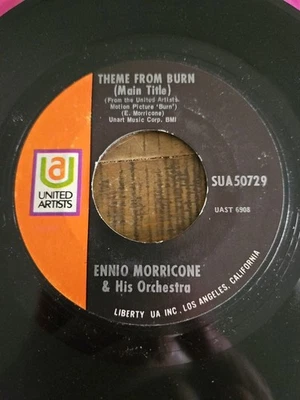 THEME FROM BURN
(Main Title)
(From the United Artists
Motion Picture 'Burn')
(E. Morricone)
Unart Music Corp. BMI
UA
UNITED
ARTISTS
SUA50729
UAST 6908
ENNIO MORRICONE
& His Orchestra
LIBERTY UA INC. LOS ANGELES, CALIFORNIA